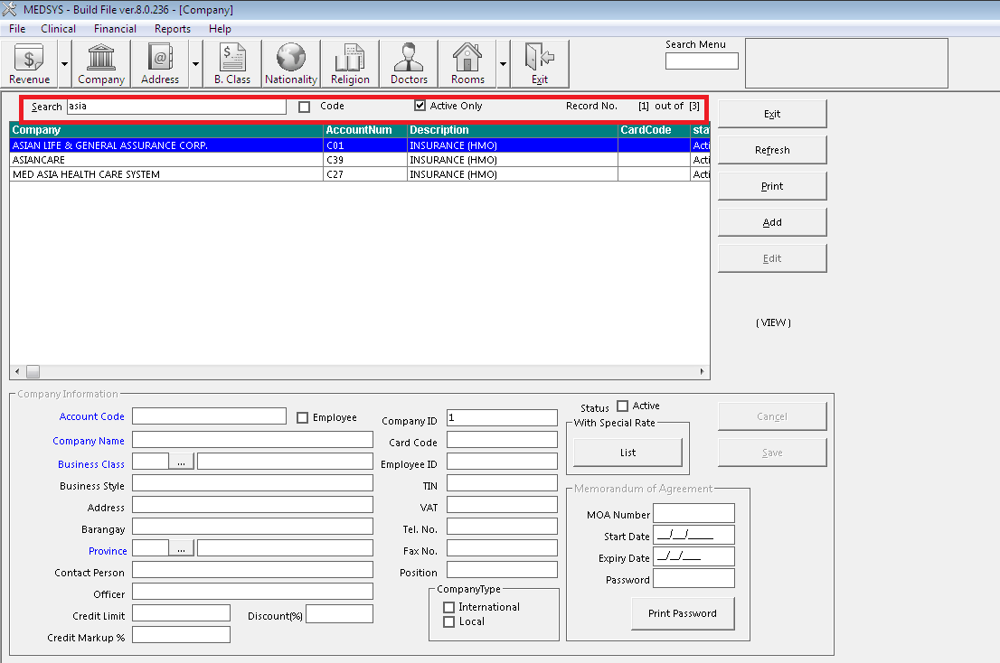 MEDSYS - Build File ver.8.0.236 - [Company]
File Clinical Financial Reports Help
Search Menu
Revenue Company Address B. Class Nationality Religion Doctors Rooms Exit
Search asia Code Active Only Record No. [1] out of [3]
Company AccountNum Description CardCode sta
ASIAN LIFE & GENERAL ASSURANCE CORP. C01 INSURANCE (HMO) Acti
ASIANCARE C39 INSURANCE (HMO) Acti
MED ASIA HEALTH CARE SYSTEM C27 INSURANCE (HMO) Acti
Exit
Refresh
Print
Add
Edit
( VIEW )
Company Information
Account Code Employee
Company Name
Business Class ...
Business Style
Address
Barangay
Province ...
Contact Person
Officer
Credit Limit Discount(%)
Credit Markup %
Company ID 1
Card Code
Employee ID
TIN
VAT
Tel. No.
Fax No.
Position
CompanyType
International
Local
Status Active
With Special Rate
List
Memorandum of Agreement
MOA Number
Start Date __/__/____
Expiry Date __/__/____
Password
Print Password
Cancel
Save